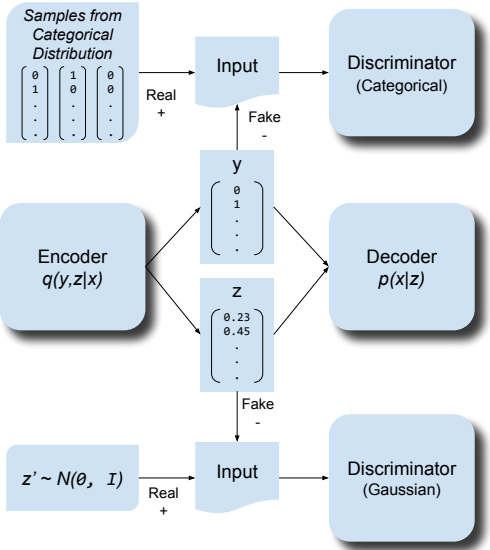 Samples from
Categorical
Distribution
0 1 0
1 0 0
. . .
. . .
. . .
Real
+
Input
Discriminator
(Categorical)
Fake
-
y
0
1
.
.
.
Encoder
q(y,z|x)
Decoder
p(x|z)
z
0.23
0.45
.
.
.
Fake
-
z' ~ N(0, I)
Real
+
Input
Discriminator
(Gaussian)